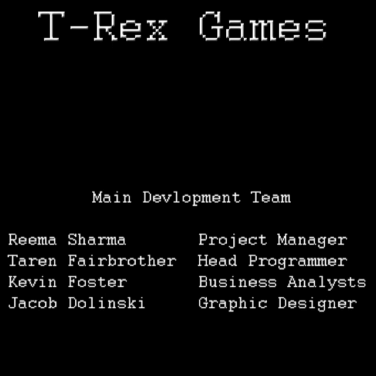 T-Rex Games
Main Devlopment Team
Reema Sharma Project Manager
Taren Fairbrother Head Programmer
Kevin Foster Business Analysts
Jacob Dolinski Graphic Designer